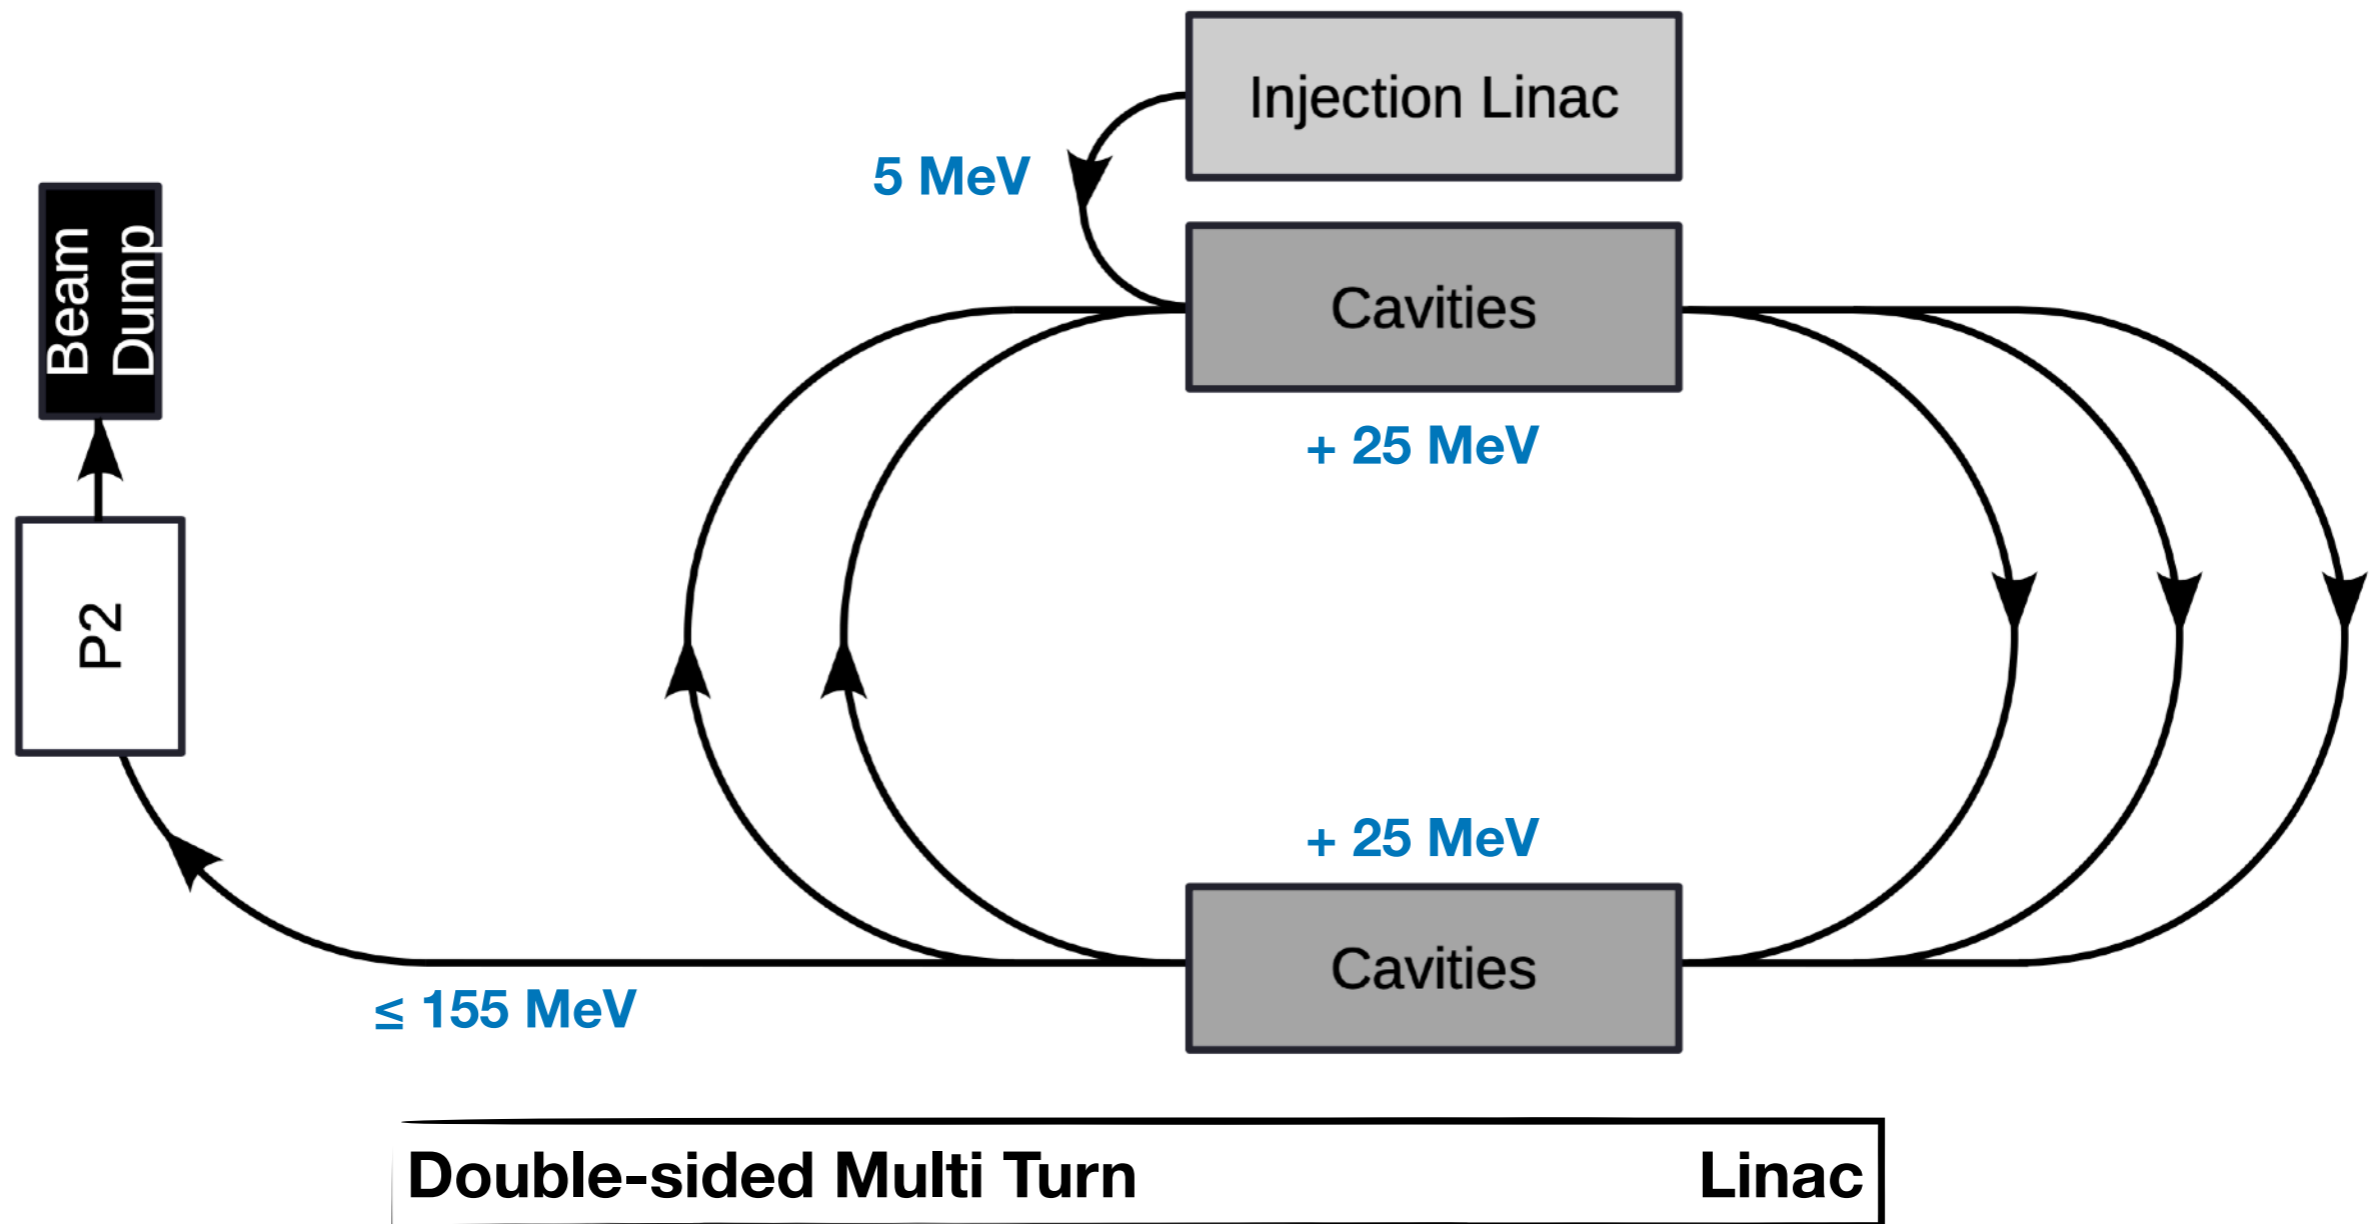 Injection Linac
5 MeV
Beam
Dump
Cavities
+ 25 MeV
P2
+ 25 MeV
Cavities
≤ 155 MeV
Double-sided Multi Turn Linac